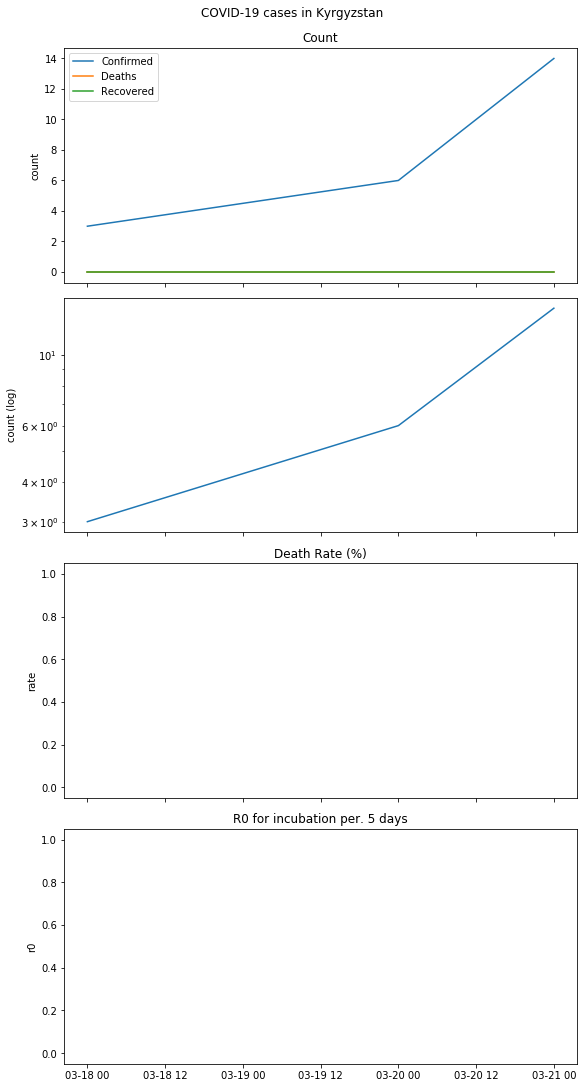 COVID-19 cases in Kyrgyzstan
Count
14
12
10
8
6
4
2
0
count
Confirmed
Deaths
Recovered
10¹
6 × 10⁰
4 × 10⁰
3 × 10⁰
count (log)
Death Rate (%)
1.0
0.8
0.6
0.4
0.2
0.0
rate
R0 for incubation per. 5 days
1.0
0.8
0.6
0.4
0.2
0.0
r0
03-18 00 03-18 12 03-19 00 03-19 12 03-20 00 03-20 12 03-21 00